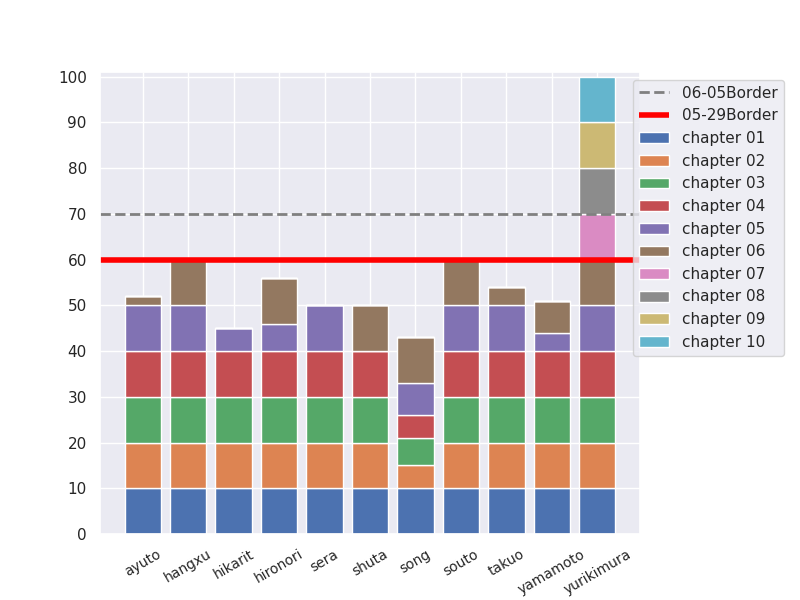 100
90
80
70
60
50
40
30
20
10
0
ayuto
hangxu
hikarit
hironori
sera
shuta
song
souto
takuo
yamamoto
yurikimura
06-05Border
05-29Border
chapter 01
chapter 02
chapter 03
chapter 04
chapter 05
chapter 06
chapter 07
chapter 08
chapter 09
chapter 10